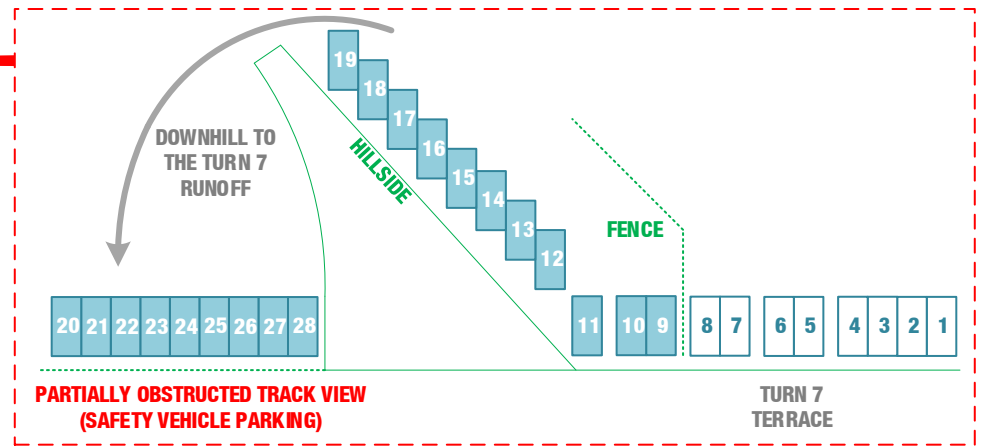 19
18
17
16
15
14
13
12
DOWNHILL TO
THE TURN 7
RUNOFF
HILLSIDE
FENCE
20 21 22 23 24 25 26 27 28
11 10 9 8 7 6 5 4 3 2 1
PARTIALLY OBSTRUCTED TRACK VIEW
(SAFETY VEHICLE PARKING)
TURN 7
TERRACE